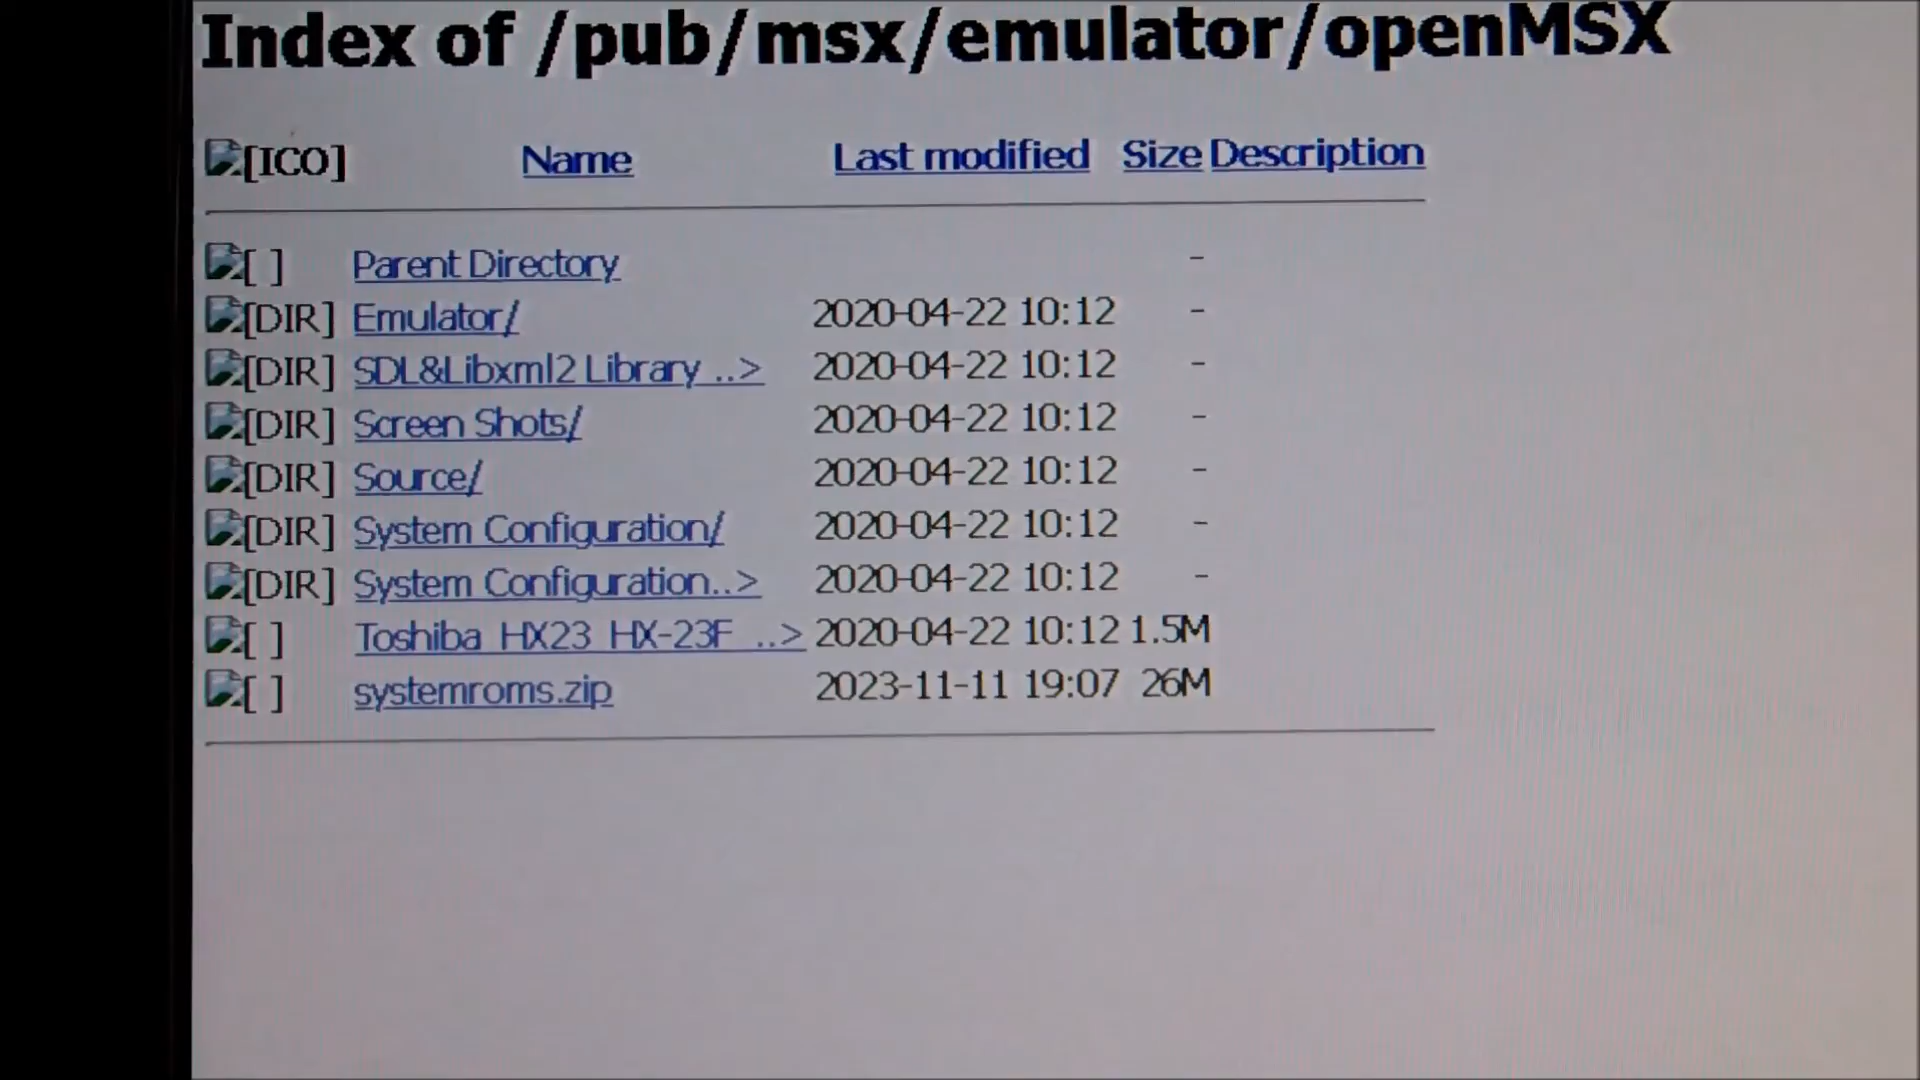 Index of /pub/msx/emulator/openMSX
[ICO] Name Last modified Size Description
[ ] Parent Directory -
[DIR] Emulator/ 2020-04-22 10:12 -
[DIR] SDL&Libxml2 Library ..> 2020-04-22 10:12 -
[DIR] Screen Shots/ 2020-04-22 10:12 -
[DIR] Source/ 2020-04-22 10:12 -
[DIR] System Configuration/ 2020-04-22 10:12 -
[DIR] System Configuration..> 2020-04-22 10:12 -
[ ] Toshiba HX23 HX-23F ..> 2020-04-22 10:12 1.5M
[ ] systemroms.zip 2023-11-11 19:07 26M